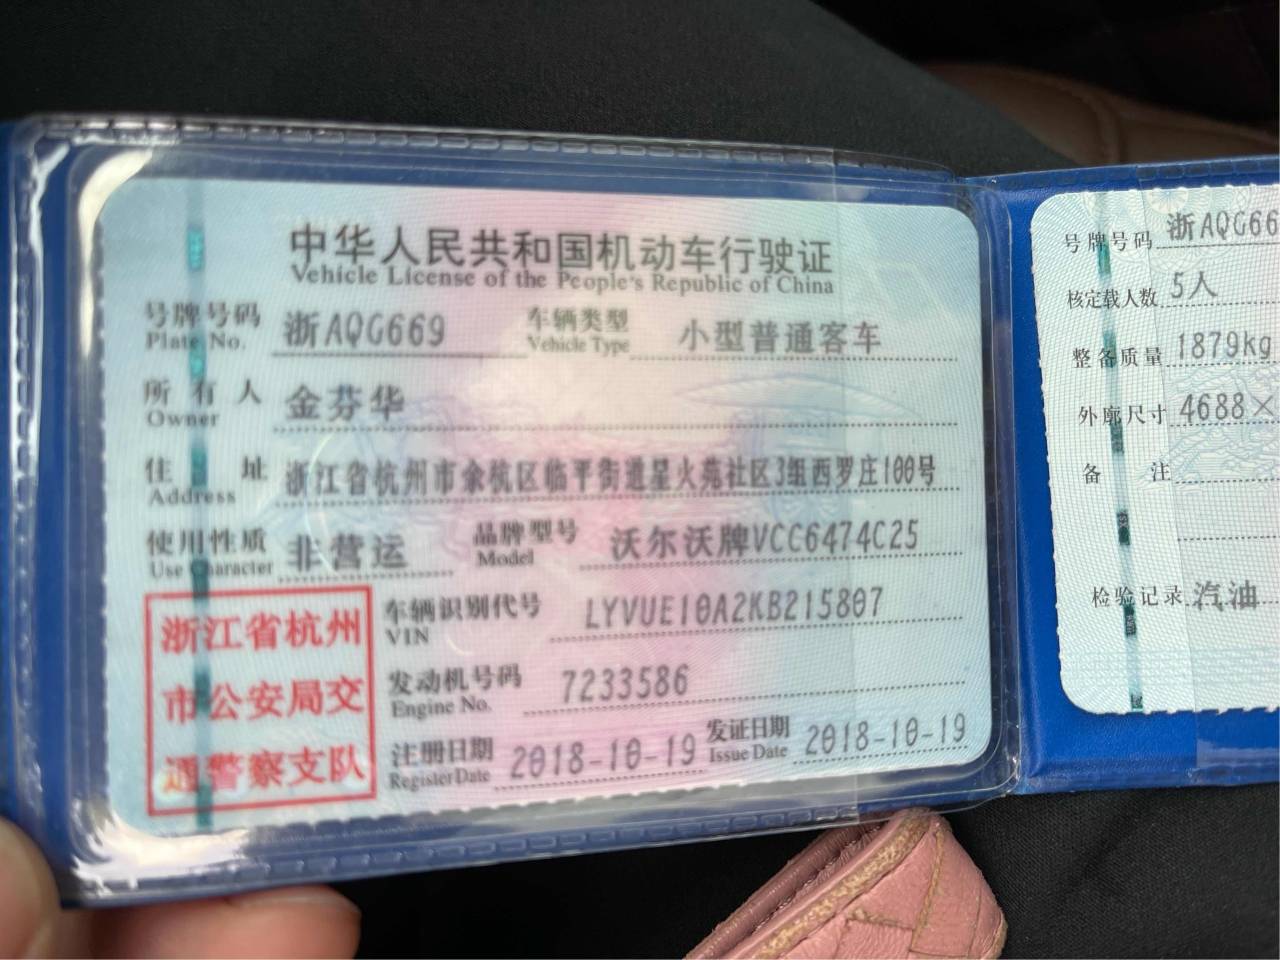 中华人民共和国机动车行驶证
Vehicle License of the People's Republic of China
号牌号码 浙AQG669 车辆类型 小型普通客车
Plate No. Vehicle Type
所有人 金芬华
Owner
住址 浙江省杭州市余杭区临平街道星火苑社区3组西罗庄100号
Address
使用性质 非营运 品牌型号 沃尔沃牌VCC6474C25
Use Character Model
浙江省杭州
市公安局交
通警察支队
车辆识别代号 LYVUE10A2KB215807
VIN
发动机号码 7233586
Engine No.
注册日期 2018-10-19 发证日期 2018-10-19
Register Date Issue Date
号牌号码 浙AQG66
核定载人数 5人
整备质量 1879kg
外廓尺寸 4688×
备注
检验记录 汽油